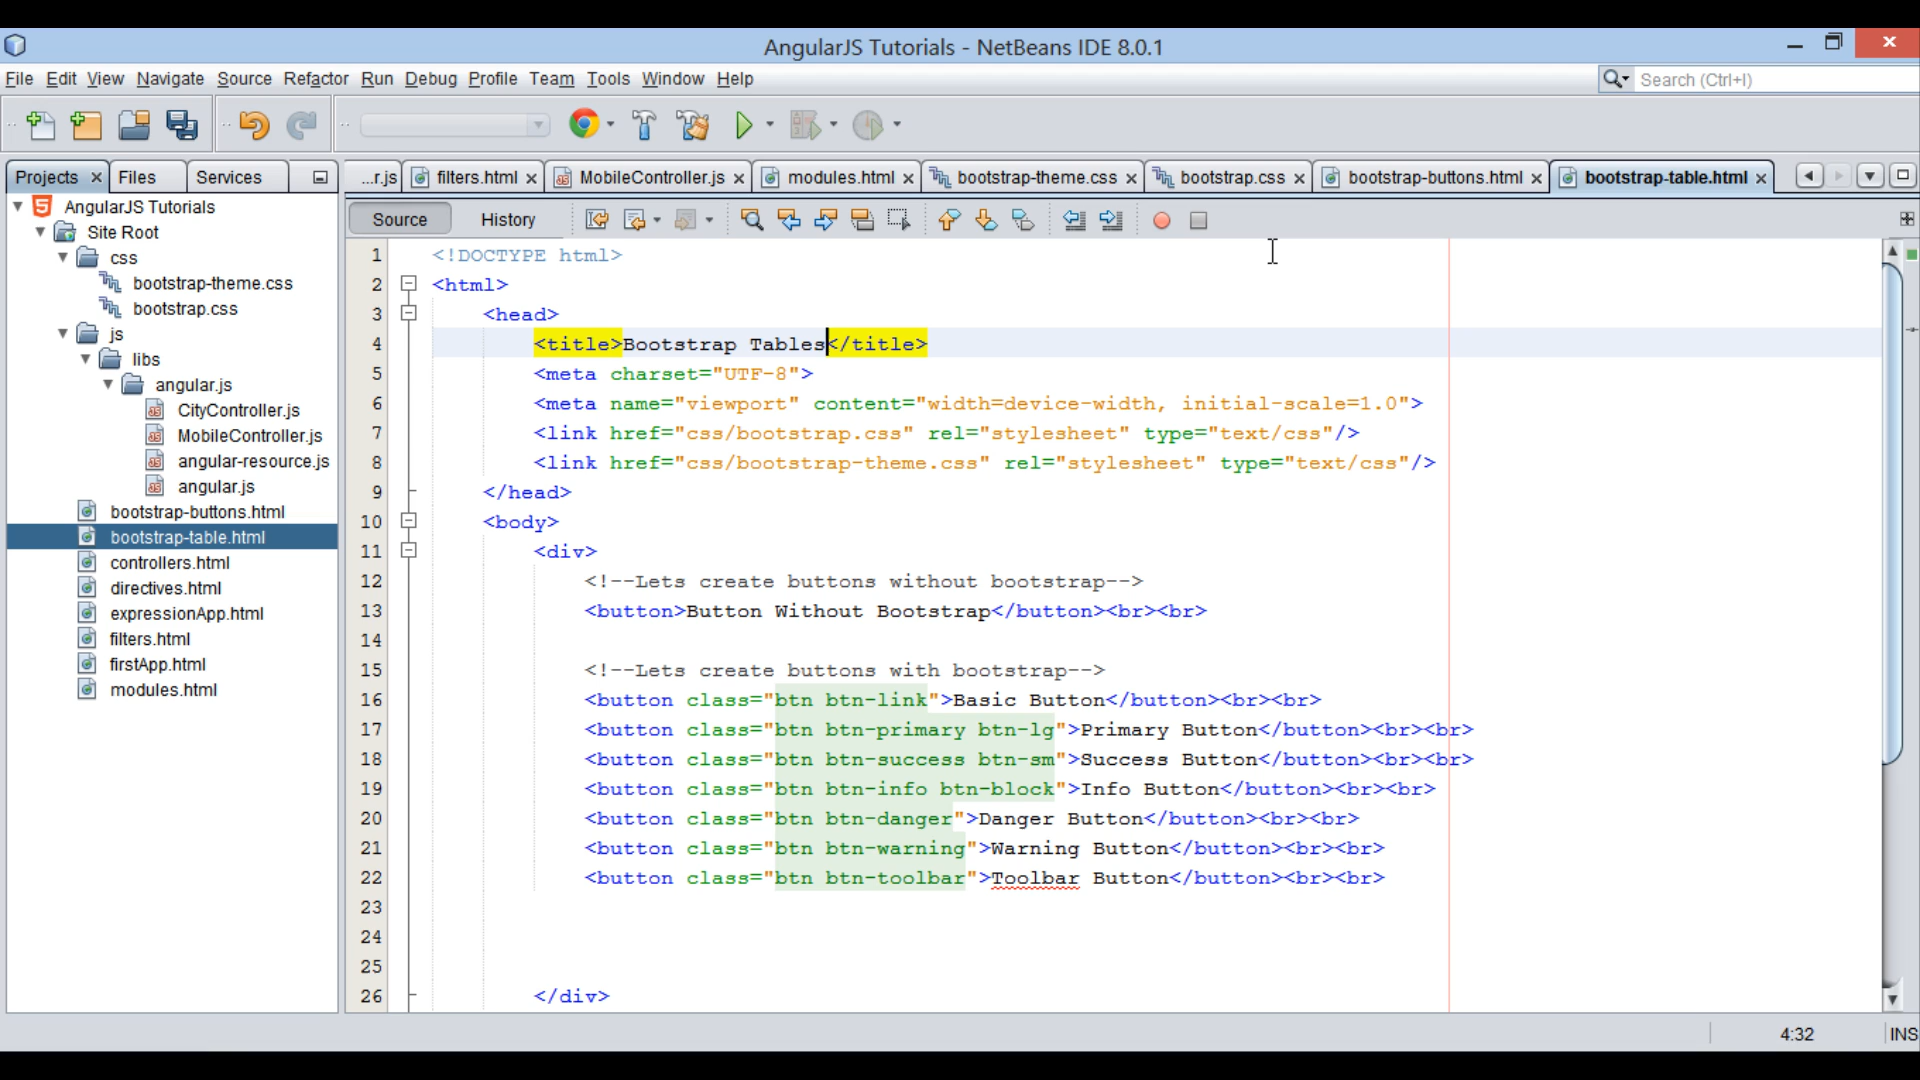 AngularJS Tutorials - NetBeans IDE 8.0.1
File Edit View Navigate Source Refactor Run Debug Profile Team Tools Window Help
Search (Ctrl+I)
Projects Files Services
...r.js filters.html MobileController.js modules.html bootstrap-theme.css bootstrap.css bootstrap-buttons.html bootstrap-table.html
AngularJS Tutorials
Site Root
css
bootstrap-theme.css
bootstrap.css
js
libs
angular.js
CityController.js
MobileController.js
angular-resource.js
angular.js
bootstrap-buttons.html
bootstrap-table.html
controllers.html
directives.html
expressionApp.html
filters.html
firstApp.html
modules.html
Source History
1 <!DOCTYPE html>
2 <html>
3 <head>
4 <title>Bootstrap Tables</title>
5 <meta charset="UTF-8">
6 <meta name="viewport" content="width=device-width, initial-scale=1.0">
7 <link href="css/bootstrap.css" rel="stylesheet" type="text/css"/>
8 <link href="css/bootstrap-theme.css" rel="stylesheet" type="text/css"/>
9 </head>
10 <body>
11 <div>
12 <!--Lets create buttons without bootstrap-->
13 <button>Button Without Bootstrap</button><br><br>
14
15 <!--Lets create buttons with bootstrap-->
16 <button class="btn btn-link">Basic Button</button><br><br>
17 <button class="btn btn-primary btn-lg">Primary Button</button><br><br>
18 <button class="btn btn-success btn-sm">Success Button</button><br><br>
19 <button class="btn btn-info btn-block">Info Button</button><br><br>
20 <button class="btn btn-danger">Danger Button</button><br><br>
21 <button class="btn btn-warning">Warning Button</button><br><br>
22 <button class="btn btn-toolbar">Toolbar Button</button><br><br>
23
24
25
26 </div>
4:32 INS